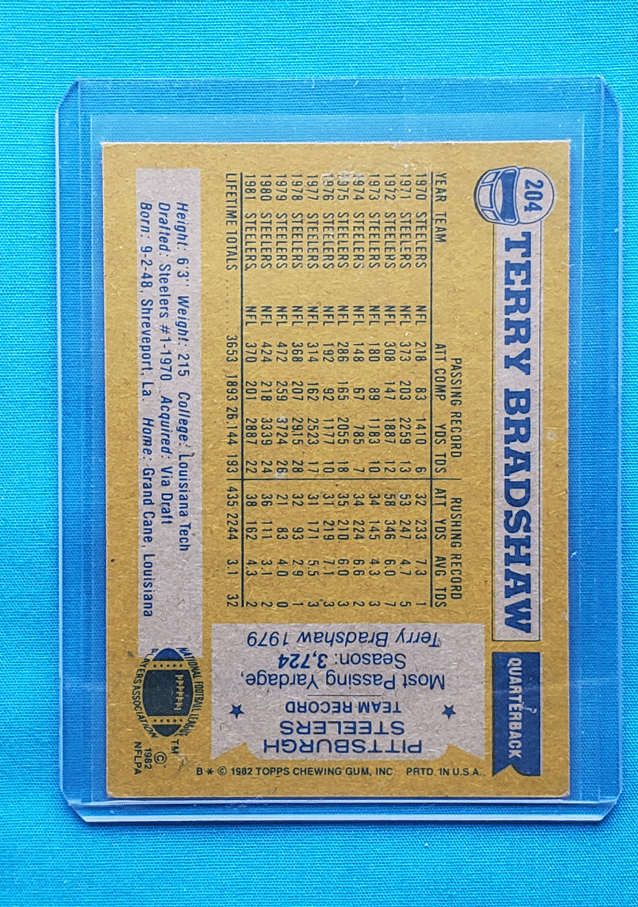 204
TERRY BRADSHAW
QUARTERBACK
PASSING RECORD RUSHING RECORD
YEAR TEAM ATT COMP YDS TDS ATT YDS AVG TDS
1970 STEELERS NFL 218 83 1410 6 32 233 7.3 1
1971 STEELERS NFL 373 203 2259 13 53 247 4.7 5
1972 STEELERS NFL 308 147 1887 12 58 346 6.0 7
1973 STEELERS NFL 180 89 1183 10 34 145 4.3 3
1974 STEELERS NFL 148 67 785 7 34 224 6.6 2
1975 STEELERS NFL 286 165 2055 18 35 210 6.0 3
1976 STEELERS NFL 192 92 1177 10 31 219 7.1 3
1977 STEELERS NFL 314 162 2523 17 31 171 5.5 3
1978 STEELERS NFL 368 207 2915 28 32 93 2.9 1
1979 STEELERS NFL 472 259 3724 26 21 83 4.0 0
1980 STEELERS NFL 424 218 3339 24 36 111 3.1 2
1981 STEELERS NFL 370 201 2887 22 38 162 4.3 2
LIFETIME TOTALS . . . . . . 3653 1893 26,144 193 435 2244 3.1 32
Height: 6'3" Weight: 215 College: Louisiana Tech
Drafted: Steelers #1-1970 Acquired: Via Draft
Born: 9-2-48, Shreveport, La. Home: Grand Cane, Louisiana
PITTSBURGH
STEELERS
TEAM RECORD
Most Passing Yardage,
Season: 3,724
Terry Bradshaw 1979
NATIONAL FOOTBALL LEAGUE
PLAYERS ASSOCIATION
TM
©
1982
NFLPA
B * © 1982 TOPPS CHEWING GUM, INC. PRTD. IN U.S.A.